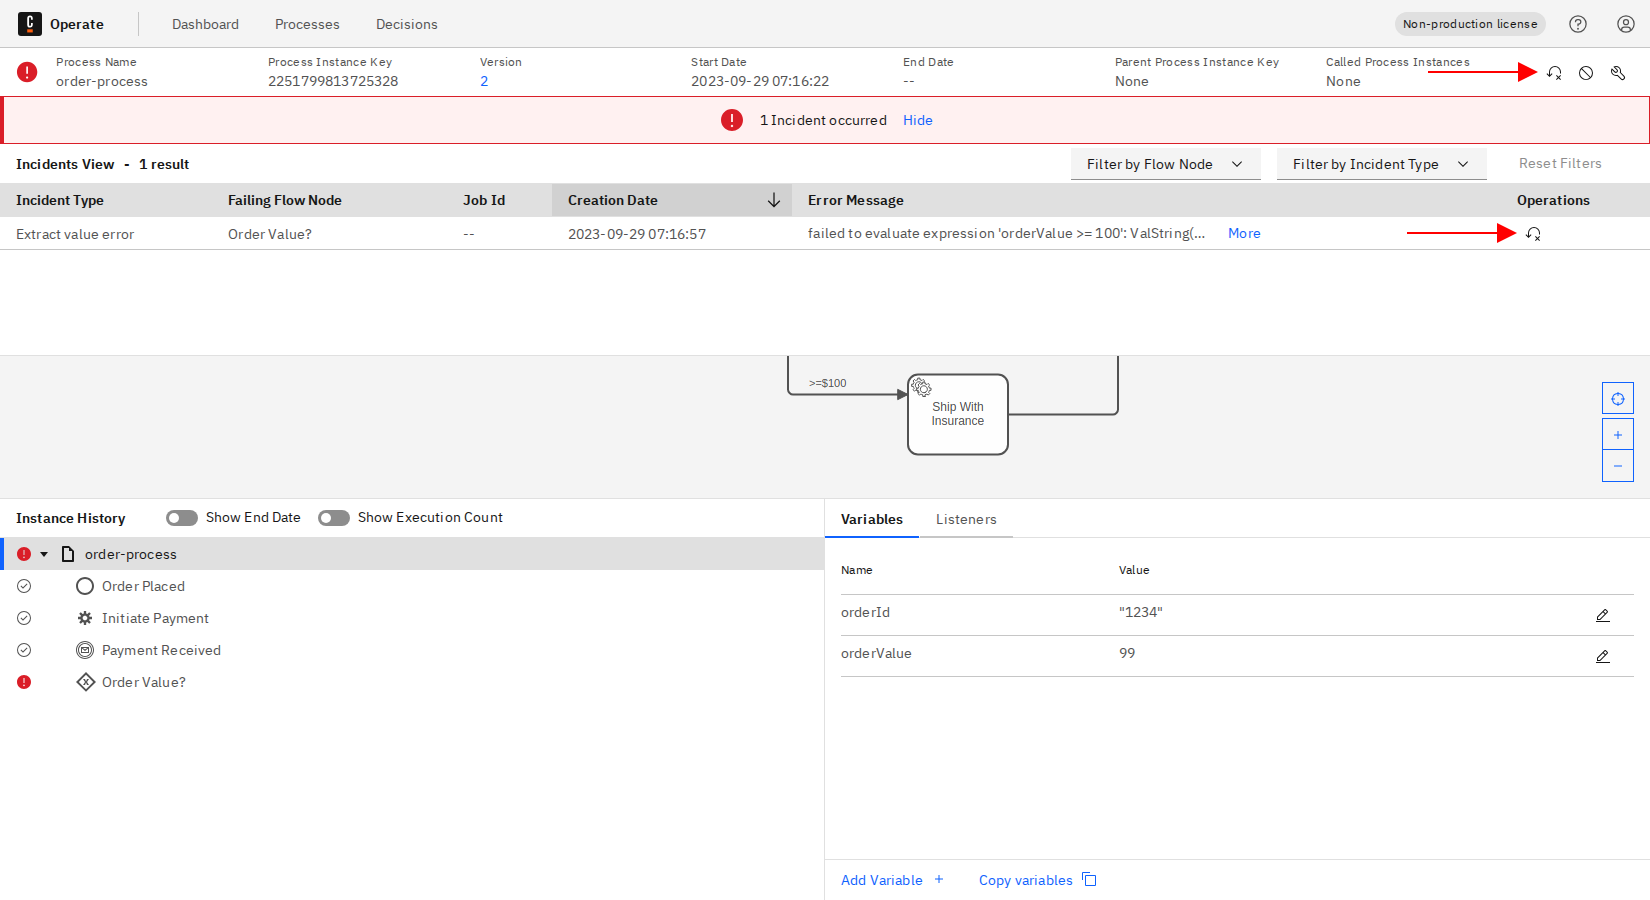 Operate Dashboard Processes Decisions Non-production license
Process Name Process Instance Key Version Start Date End Date Parent Process Instance Key Called Process Instances
order-process 2251799813725328 2 2023-09-29 07:16:22 -- None None
1 Incident occurred Hide
Incidents View - 1 result Filter by Flow Node Filter by Incident Type Reset Filters
Incident Type Failing Flow Node Job Id Creation Date Error Message Operations
Extract value error Order Value? -- 2023-09-29 07:16:57 failed to evaluate expression 'orderValue >= 100': ValString(... More
>=$100
Ship With
Insurance
Instance History Show End Date Show Execution Count
order-process
Order Placed
Initiate Payment
Payment Received
Order Value?
Variables Listeners
Name Value
orderId "1234"
orderValue 99
Add Variable + Copy variables